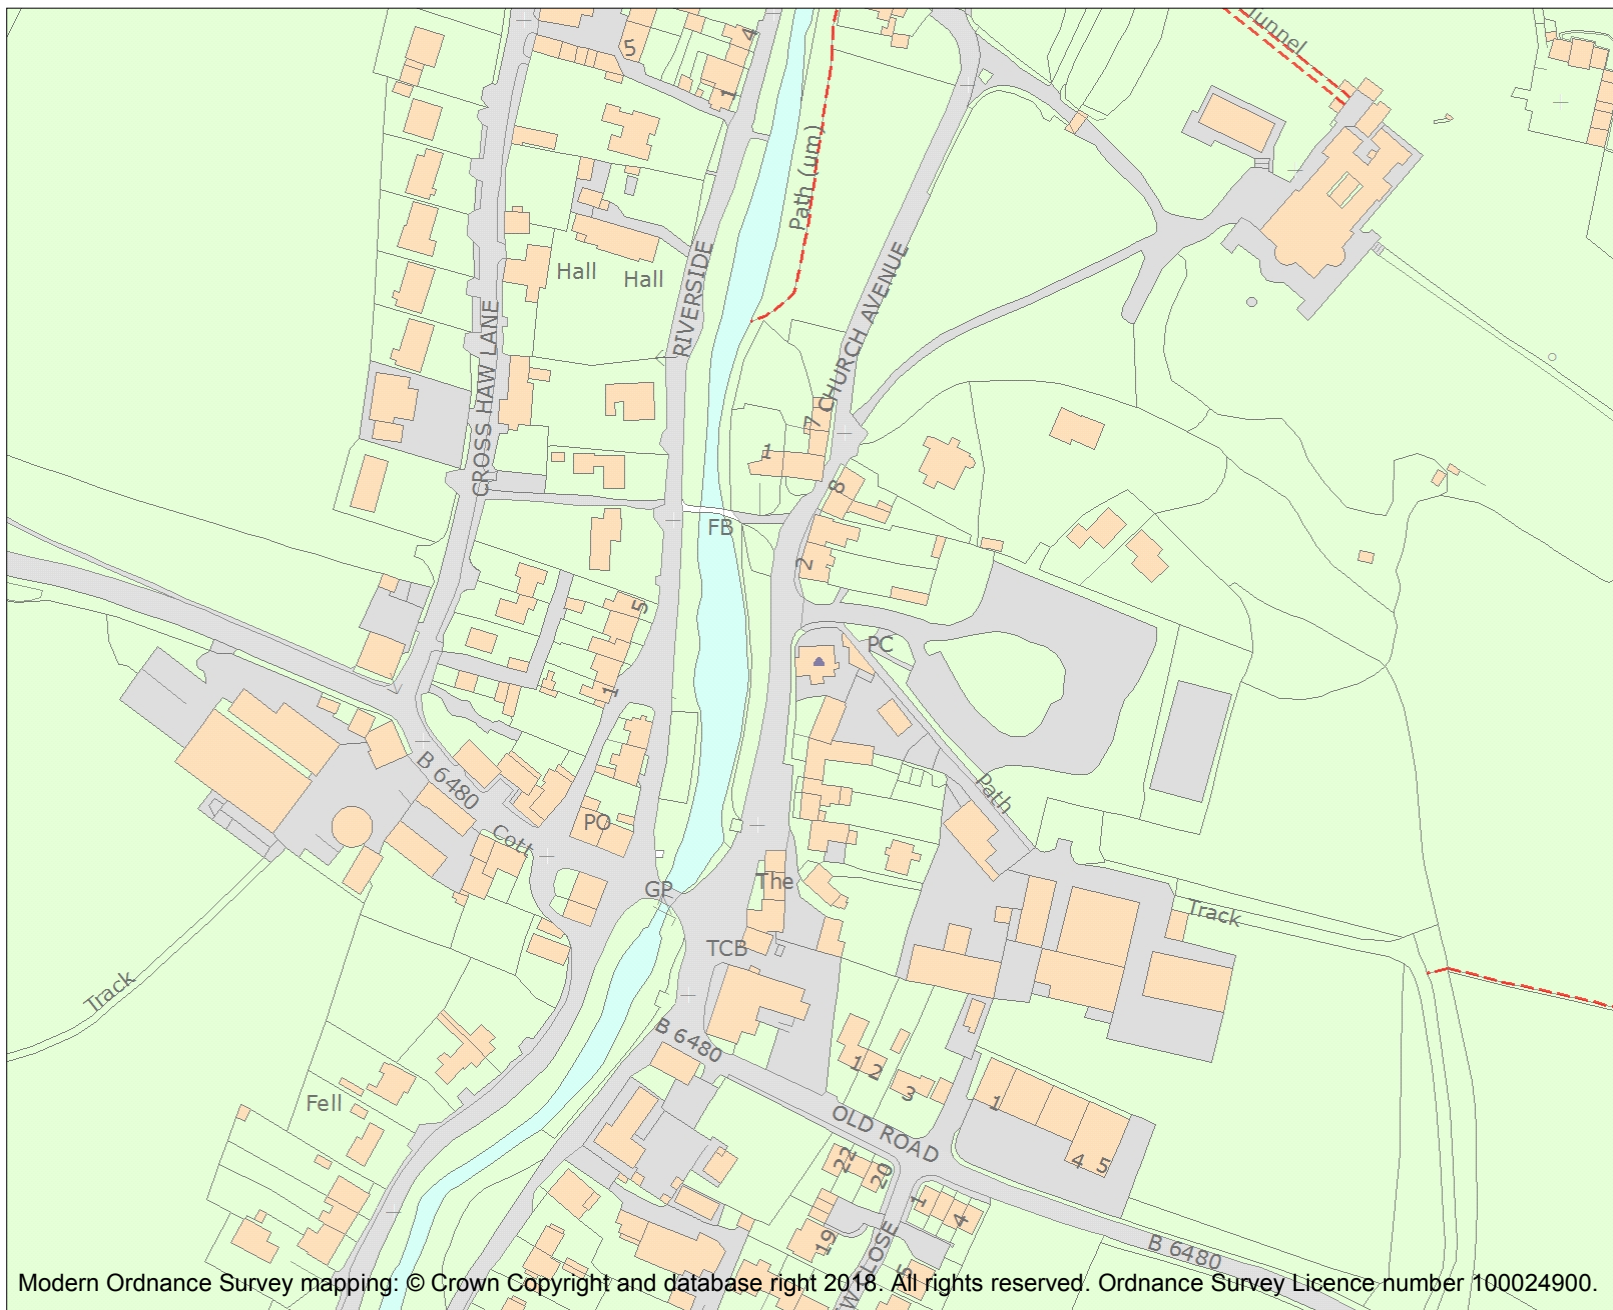 Tunnel
4
5
1
Path (um)
RIVERSIDE
CHURCH AVENUE
Hall
Hall
CROSS HAW LANE
7
1
8
FB
2
5
PC
1
B 6480
Path
Cott
PO
GP
The
Track
TCB
Track
B 6480
1
2
3
1
Fell
OLD ROAD
4
5
22
20
1
4
19
CLOSE
5
B 6480
Modern Ordnance Survey mapping: © Crown Copyright and database right 2018. All rights reserved. Ordnance Survey Licence number 100024900.